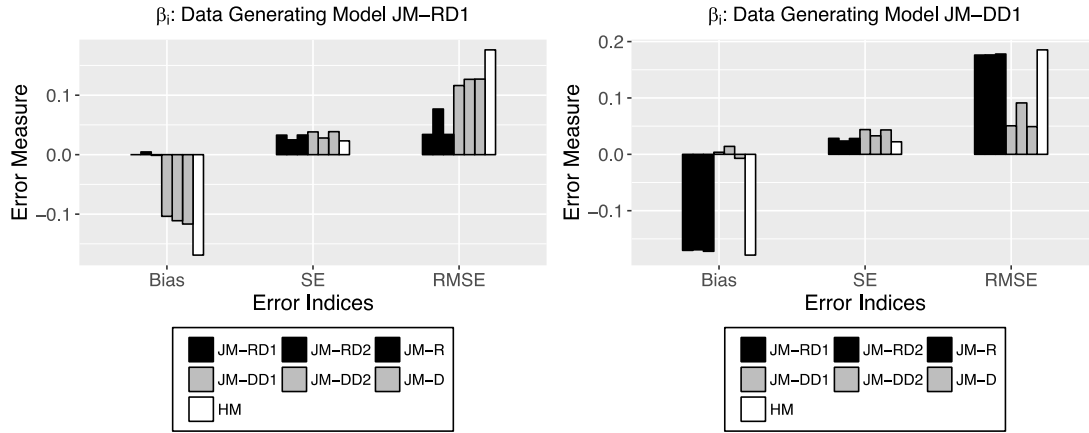 βi: Data Generating Model JM−RD1
Error Measure
0.1
0.0
−0.1
Bias SE RMSE
Error Indices
JM−RD1 JM−RD2 JM−R
JM−DD1 JM−DD2 JM−D
HM
βi: Data Generating Model JM−DD1
Error Measure
0.2
0.1
0.0
−0.1
Bias SE RMSE
Error Indices
JM−RD1 JM−RD2 JM−R
JM−DD1 JM−DD2 JM−D
HM